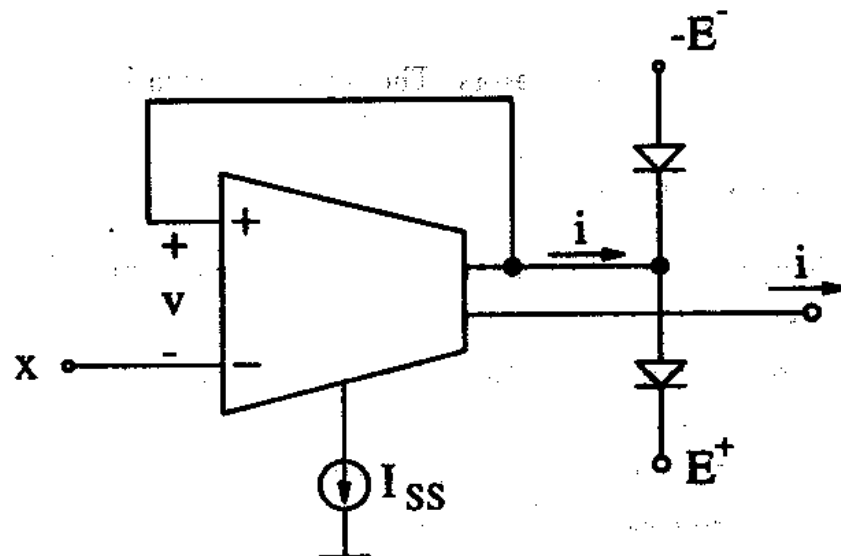 -E⁻
+
+
i
i
v
x
-
−
I_SS
E⁺